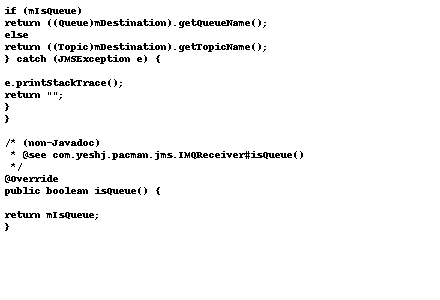 if (mIsQueue)
return ((Queue)mDestination).getQueueName();
else
return ((Topic)mDestination).getTopicName();
} catch (JMSException e) {
e.printStackTrace();
return "";
}
}
/* (non-Javadoc)
* @see com.yeshj.pacman.jms.IMQReceiver#isQueue()
*/
@Override
public boolean isQueue() {
return mIsQueue;
}